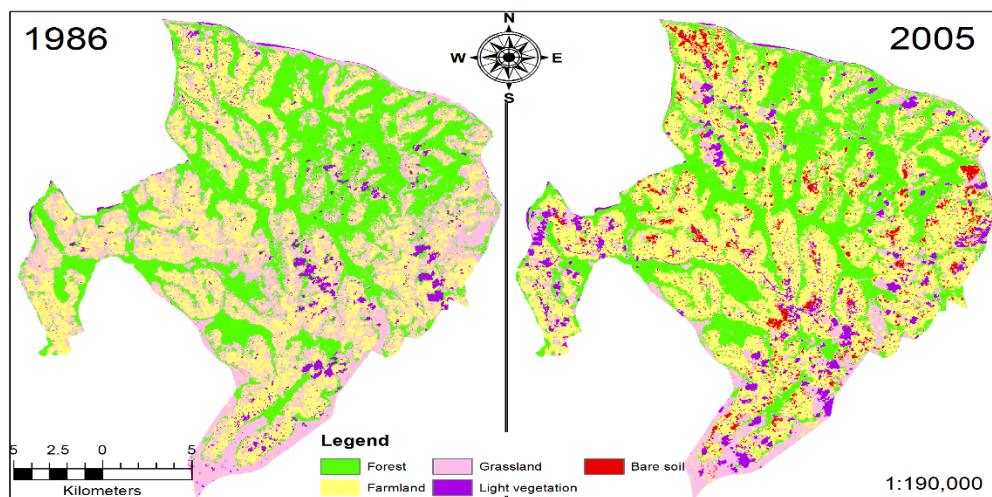 1986
N
W E
S
2005
Legend
Forest Grassland Bare soil
Farmland Light vegetation
5 2.5 0 5
Kilometers
1:190,000